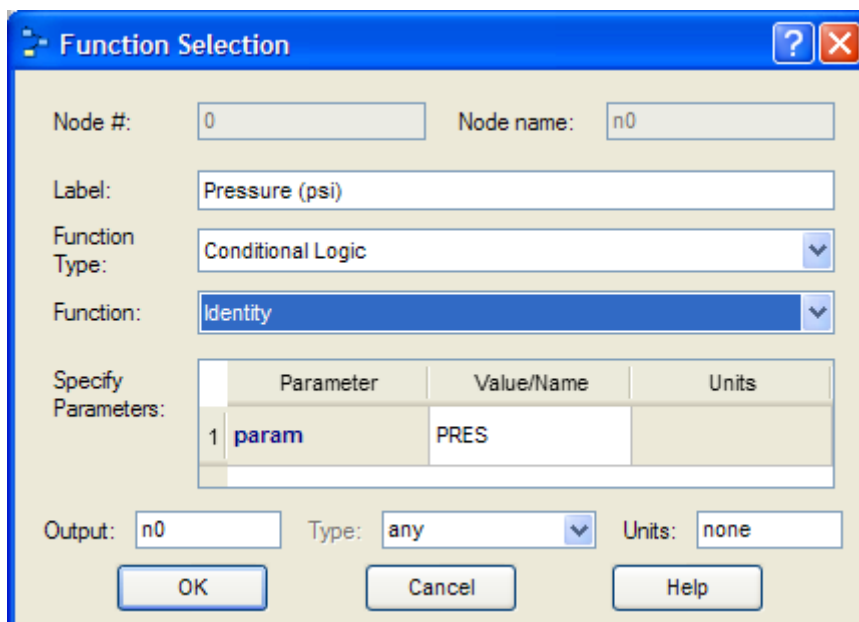 Function Selection
Node #: 0 Node name: n0
Label: Pressure (psi)
Function
Type: Conditional Logic
Function: Identity
Specify
Parameters:
Parameter Value/Name Units
1 param PRES
Output: n0 Type: any Units: none
OK Cancel Help